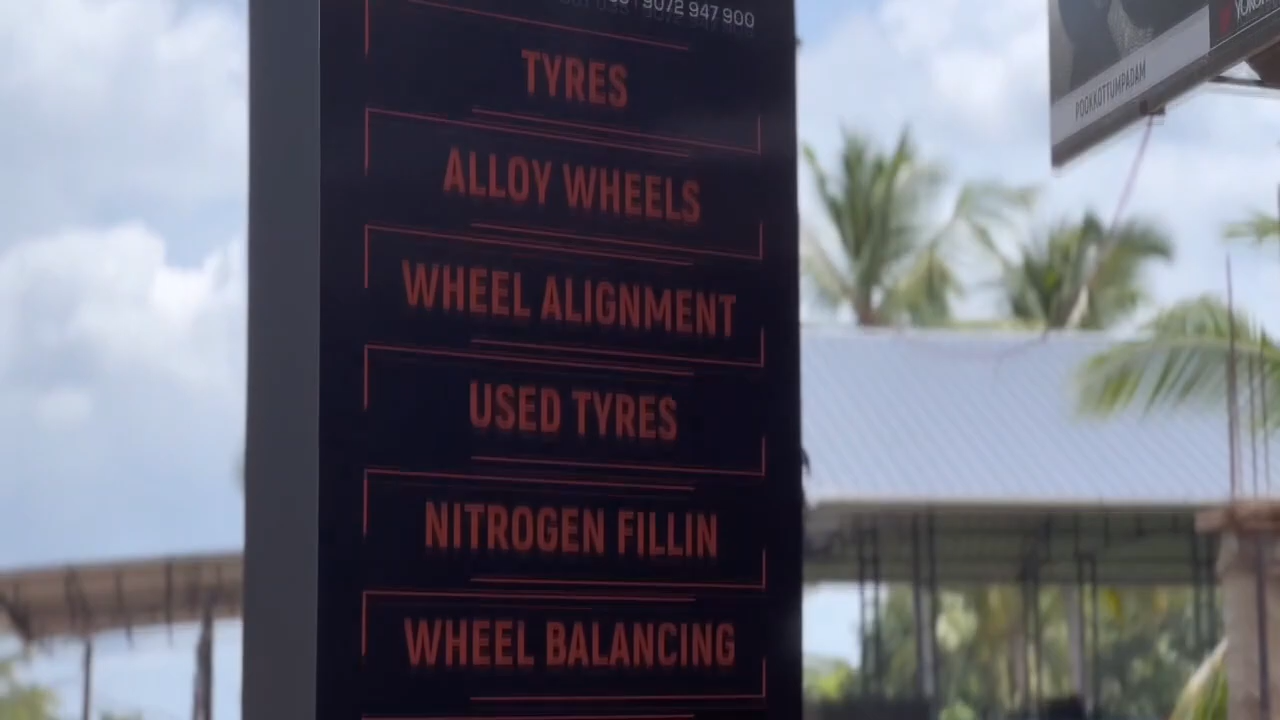 9072 947 900
TYRES
ALLOY WHEELS
WHEEL ALIGNMENT
USED TYRES
NITROGEN FILLIN
WHEEL BALANCING
POOKKOTTUMPADAM